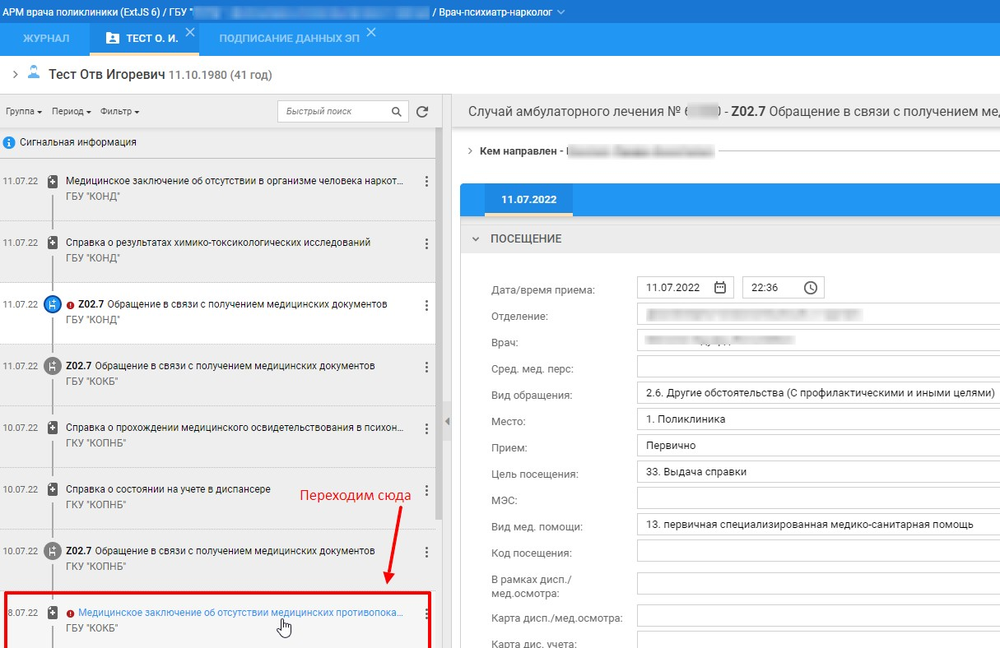 АРМ врача поликлиники (ExtJS 6) / ГБУ " / Врач-психиатр-нарколог
ЖУРНАЛ ТЕСТ О. И. ПОДПИСАНИЕ ДАННЫХ ЭП
Тест Отв Игоревич 11.10.1980 (41 год)
Группа Период Фильтр Быстрый поиск
Сигнальная информация
11.07.22 Медицинское заключение об отсутствии в организме человека наркот...
ГБУ "КОНД"
11.07.22 Справка о результатах химико-токсикологических исследований
ГБУ "КОНД"
11.07.22 Z02.7 Обращение в связи с получением медицинских документов
ГБУ "КОНД"
11.07.22 Z02.7 Обращение в связи с получением медицинских документов
ГБУ "КОКБ"
10.07.22 Справка о прохождении медицинского освидетельствования в психон...
ГКУ "КОПНБ"
10.07.22 Справка о состоянии на учете в диспансере
ГКУ "КОПНБ"
Переходим сюда
10.07.22 Z02.7 Обращение в связи с получением медицинских документов
ГКУ "КОПНБ"
8.07.22 Медицинское заключение об отсутствии медицинских противопока...
ГБУ "КОКБ"
Случай амбулаторного лечения № - Z02.7 Обращение в связи с получением ме
Кем направлен -
11.07.2022
ПОСЕЩЕНИЕ
Дата/время приема: 11.07.2022 22:36
Отделение:
Врач:
Сред. мед. перс:
Вид обращения: 2.6. Другие обстоятельства (С профилактическими и иными целями)
Место: 1. Поликлиника
Прием: Первично
Цель посещения: 33. Выдача справки
МЭС:
Вид мед. помощи: 13. первичная специализированная медико-санитарная помощь
Код посещения:
В рамках дисп./
мед.осмотра:
Карта дисп./мед.осмотра:
Карта дис. учета: